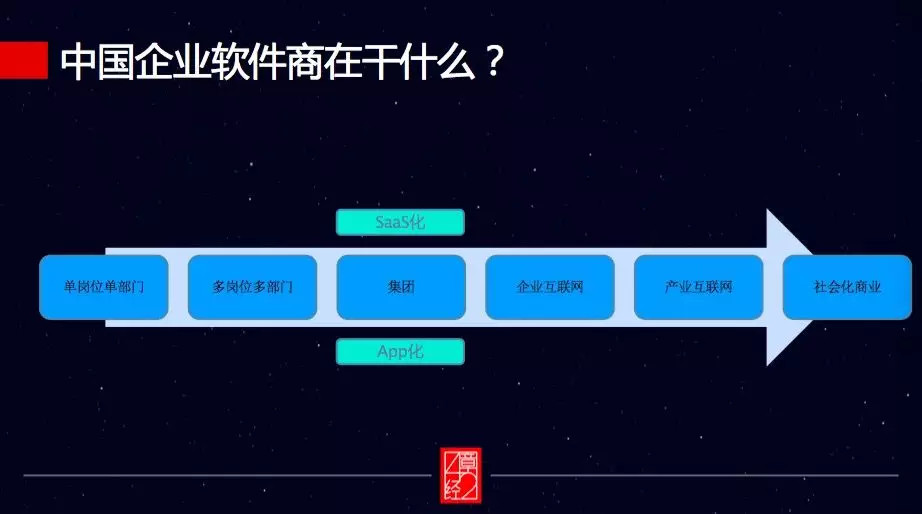 中国企业软件商在干什么？
SaaS化
单岗位单部门
多岗位多部门
集团
企业互联网
产业互联网
社会化商业
App化
章
经